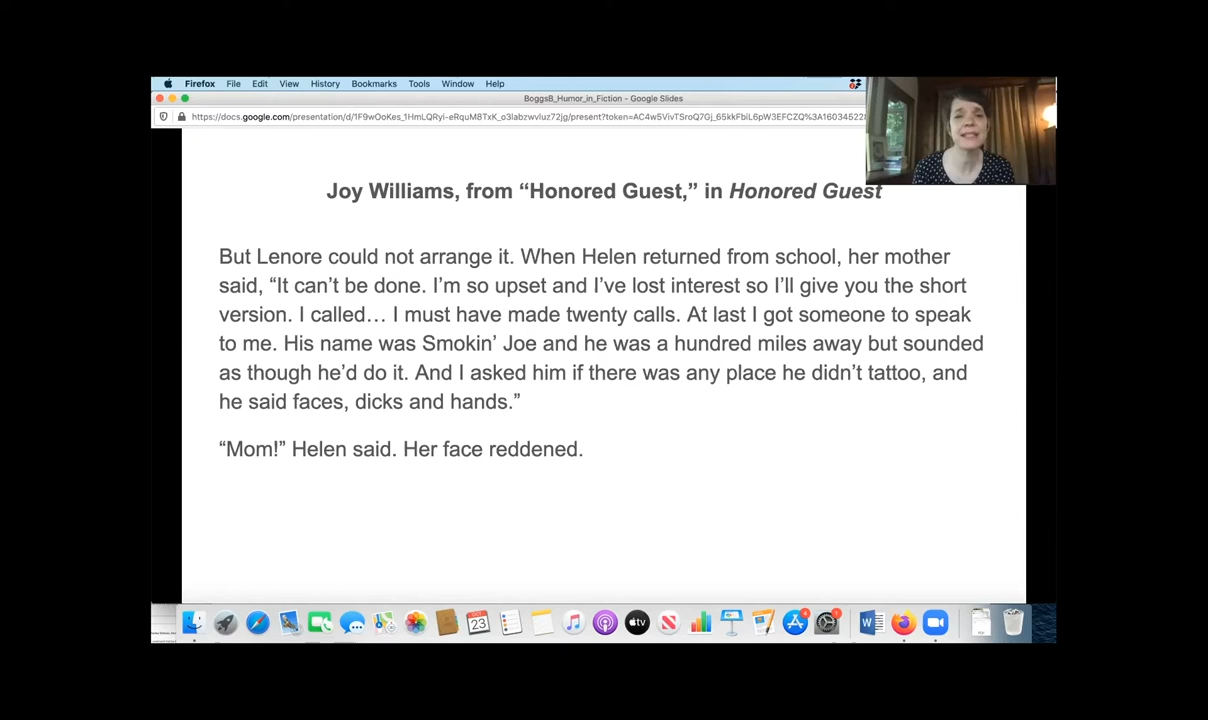 Firefox File Edit View History Bookmarks Tools Window Help
BoggsB_Humor_in_Fiction - Google Slides
Joy Williams, from “Honored Guest,” in Honored Guest
But Lenore could not arrange it. When Helen returned from school, her mother
said, “It can’t be done. I’m so upset and I’ve lost interest so I’ll give you the short
version. I called… I must have made twenty calls. At last I got someone to speak
to me. His name was Smokin’ Joe and he was a hundred miles away but sounded
as though he’d do it. And I asked him if there was any place he didn’t tattoo, and
he said faces, dicks and hands.”
“Mom!” Helen said. Her face reddened.
OCT
23
tv
4
1